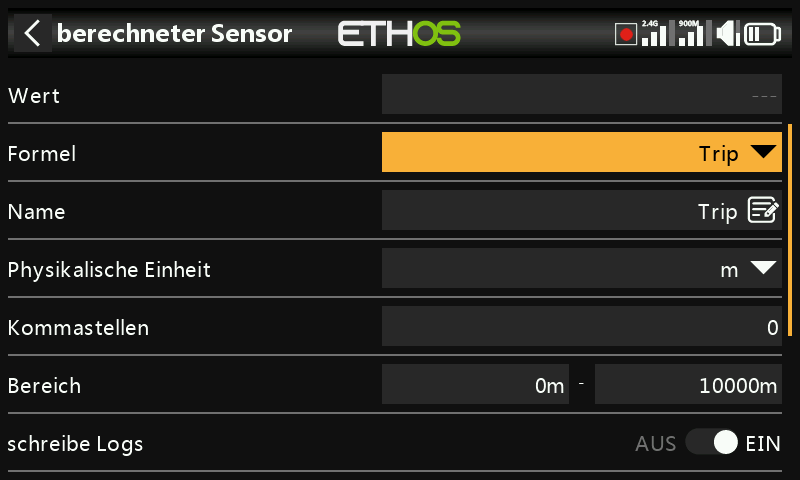 berechneter Sensor ETHOS 2.4G 900M
Wert ---
Formel Trip
Name Trip
Physikalische Einheit m
Kommastellen 0
Bereich 0m - 10000m
schreibe Logs AUS EIN